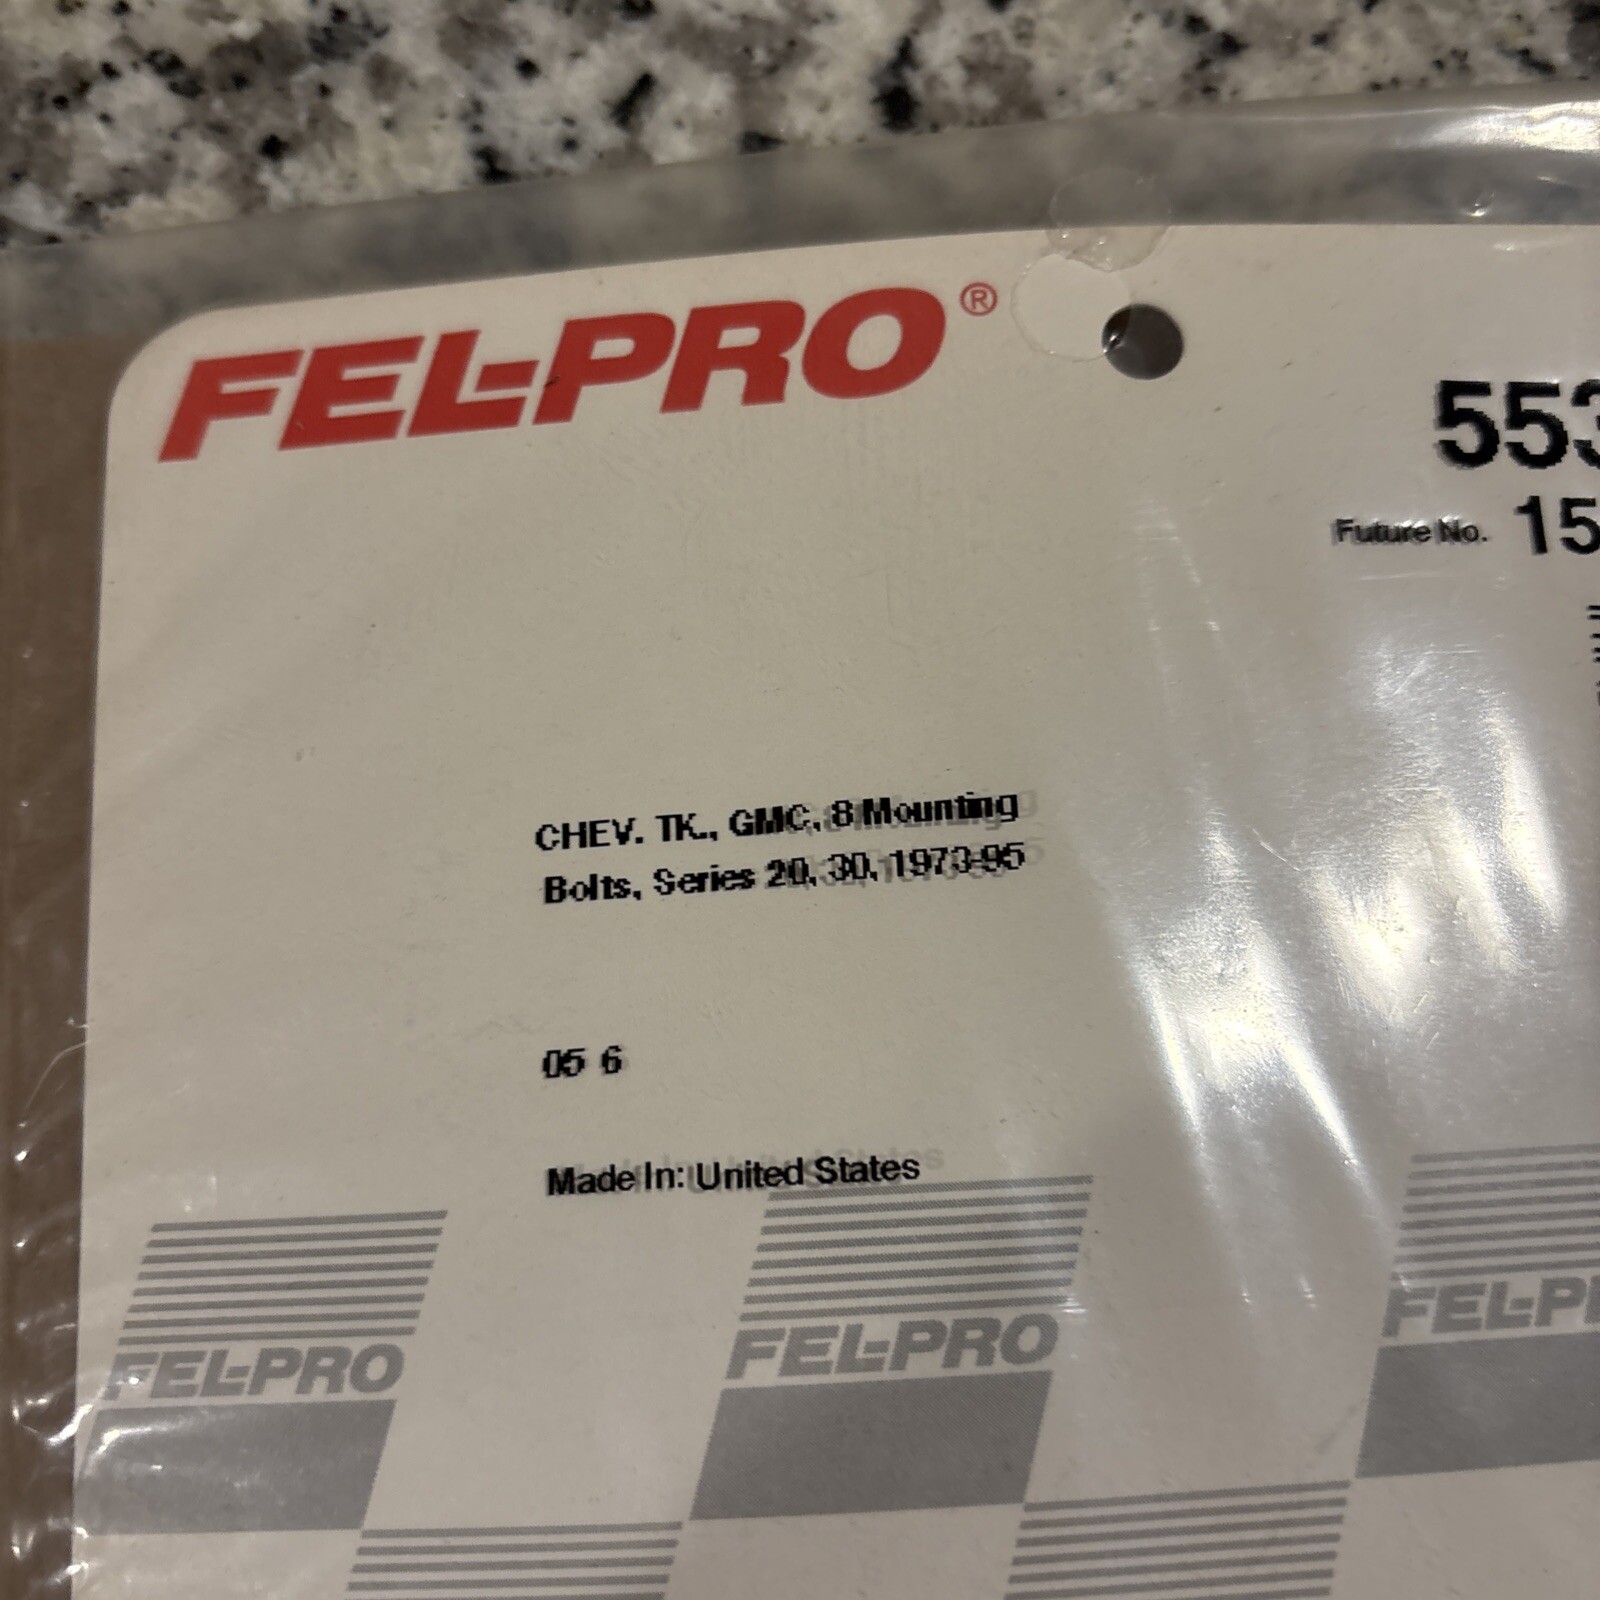 FEL-PRO®
553
Future No. 15
CHEV. TK., GMC, 8 Mounting
Bolts, Series 20, 30, 1973-95
05 6
Made In: United States
FEL-PRO
FEL-PRO
FEL-P